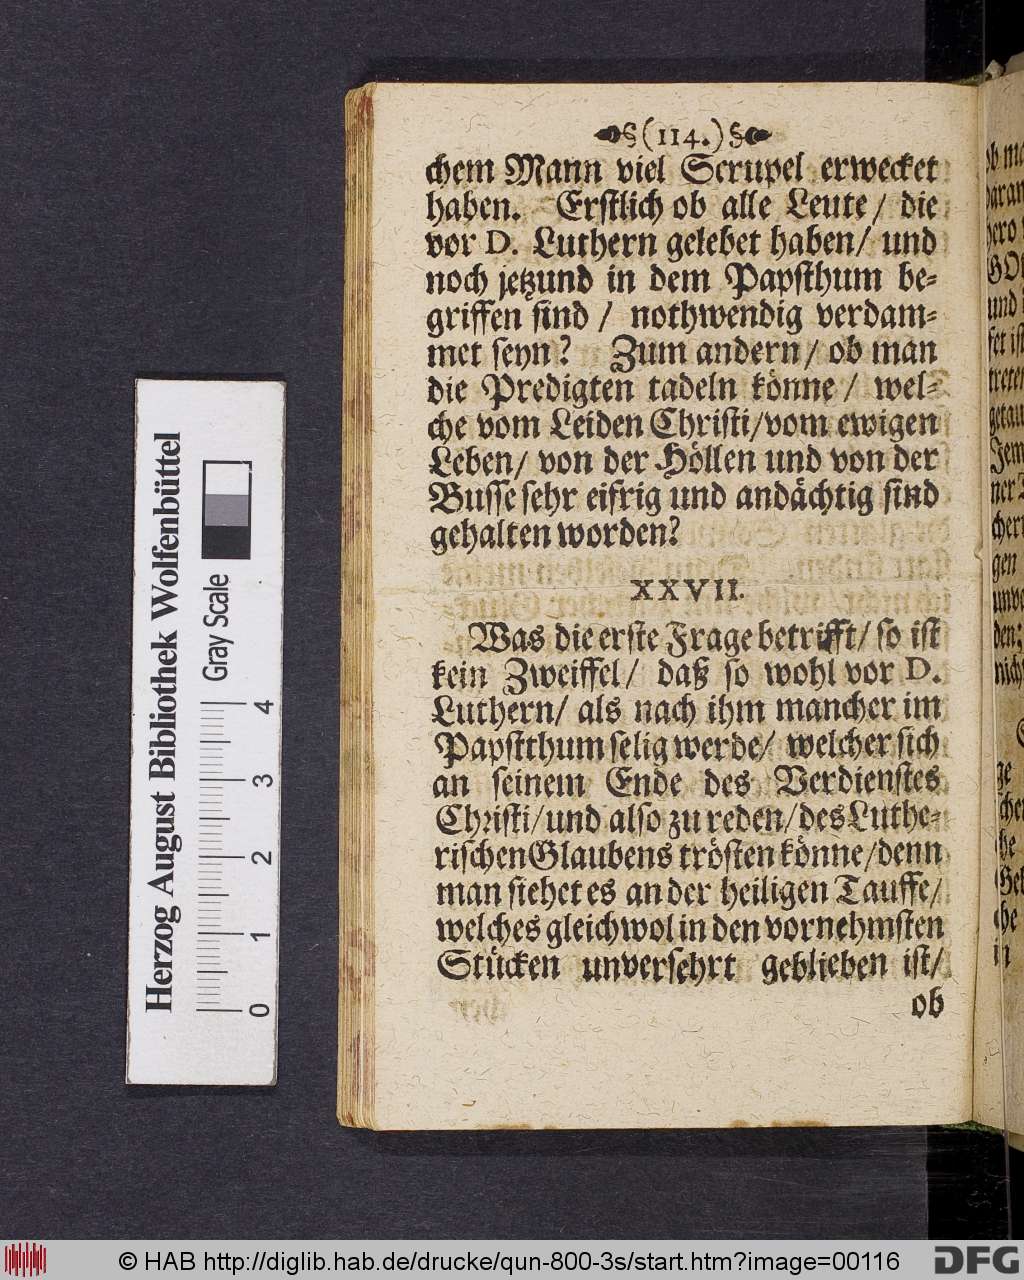 §(114.)§
chem Mann viel Scrupel erwecket
haben. Erstlich ob alle Leute/ die
vor D. Luthern gelebet haben/ und
noch jetzund in dem Papsthum be-
griffen sind / nothwendig verdam-
met seyn? Zum andern/ ob man
die Predigten tadeln könne/ wel-
che vom Leiden Christi/vom ewigen
Leben/ von der Höllen und von der
Busse sehr eifrig und andächtig sind
gehalten worden?
XXVII.
Was die erste Frage betrifft/ so ist
kein Zweiffel/ daß so wohl vor D.
Luthern/ als nach ihm mancher im
Papstthum selig werde/ welcher sich
an seinem Ende des Verdienstes
Christi/und also zu reden/des Luthe-
rischen Glaubens trösten könne/denn
man siehet es an der heiligen Tauffe/
welches gleichwol in den vornehmsten
Stücken unversehrt geblieben ist/
ob
Herzog August Bibliothek Wolfenbüttel
Gray Scale
0 1 2 3 4
© HAB http://diglib.hab.de/drucke/qun-800-3s/start.htm?image=00116
DFG